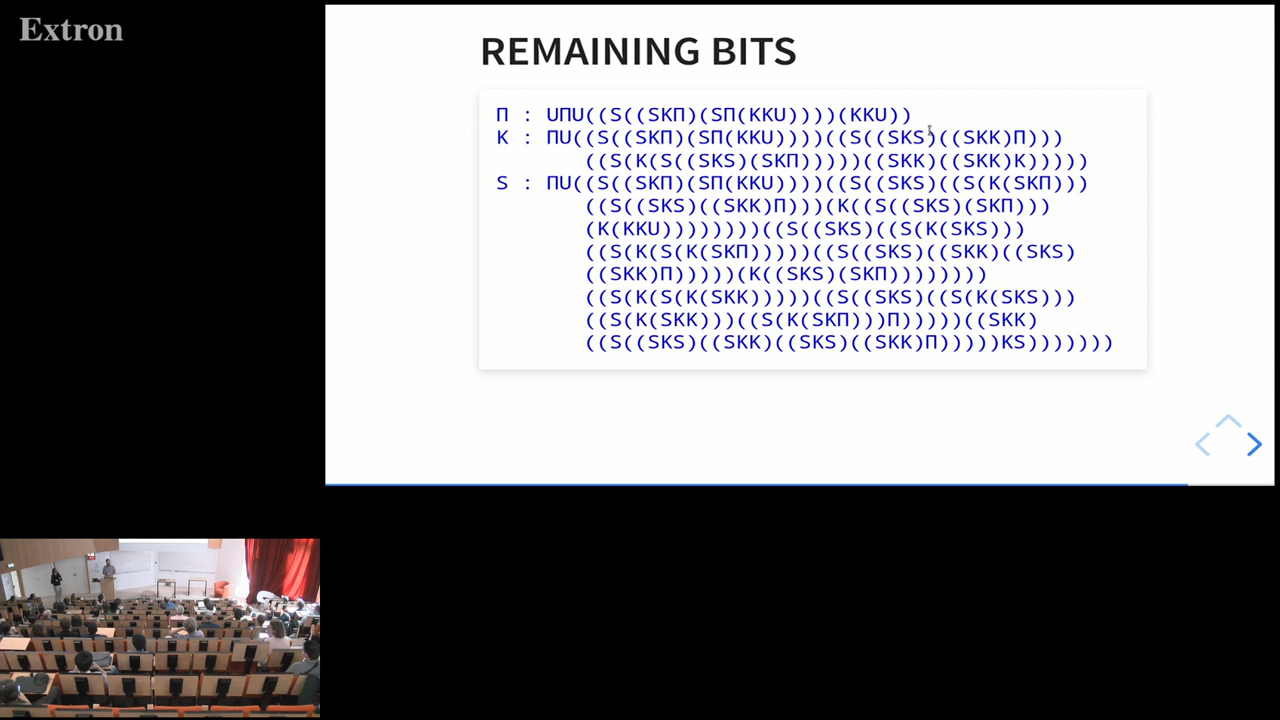 Extron
REMAINING BITS
Π : UΠU((S((SKΠ)(SΠ(KKU))))(KKU))
K : ΠU((S((SKΠ)(SΠ(KKU))))((S((SKS)((SKK)Π)))
((S(K(S((SKS)(SKΠ)))))((SKK)((SKK)K)))))
S : ΠU((S((SKΠ)(SΠ(KKU))))((S((SKS)((S(K(SKΠ)))
((S((SKS)((SKK)Π)))(K((S((SKS)(SKΠ)))
(K(KKU))))))))((S((SKS)((S(K(SKS)))
((S(K(S(K(SKΠ)))))((S((SKS)((SKK)((SKS)
((SKK)Π)))))(K((SKS)(SKΠ))))))))
((S(K(S(K(SKK)))))((S((SKS)((S(K(SKS)))
((S(K(SKK)))((S(K(SKΠ)))Π)))))((SKK)
((S((SKS)((SKK)((SKS)((SKK)Π)))))KS)))))))